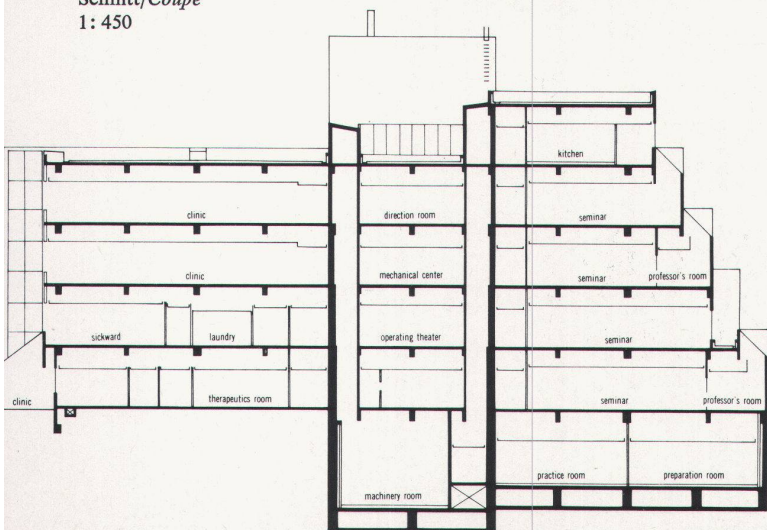 Schnitt/Coupe
1: 450
kitchen
clinic
direction room
seminar
clinic
mechanical center
seminar
professor's room
sickward
laundry
operating theater
seminar
clinic
therapeutics room
seminar
professor's room
practice room
preparation room
machinery room